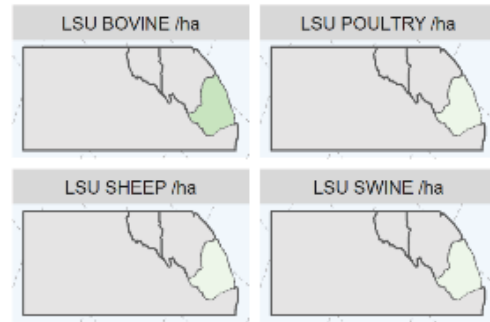 LSU BOVINE /ha
LSU POULTRY /ha
LSU SHEEP /ha
LSU SWINE /ha